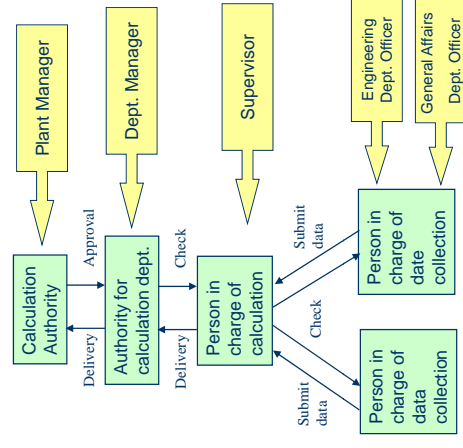 Plant Manager
Dept. Manager
Supervisor
Engineering
Dept. Officer
General Affairs
Dept. Officer
Calculation
Authority
Delivery
Approval
Authority for
calculation dept.
Delivery
Check
Person in
charge of
calculation
Submit
data
Check
Submit
data
Person in
charge of
data
collection
Person in
charge of
date
collection